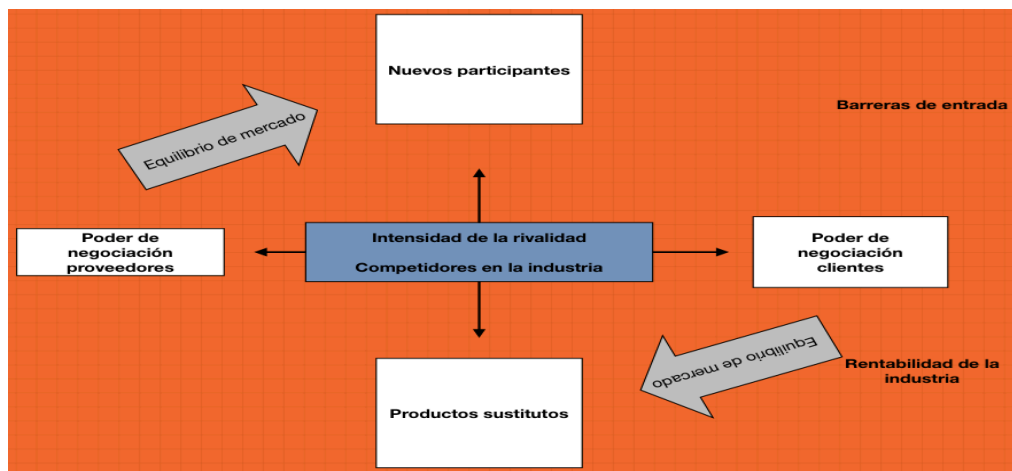 Nuevos participantes
Barreras de entrada
Equilibrio de mercado
Poder de
negociación
proveedores
Intensidad de la rivalidad
Competidores en la industria
Poder de
negociación
clientes
Equilibrio de mercado
Rentabilidad de la
industria
Productos sustitutos